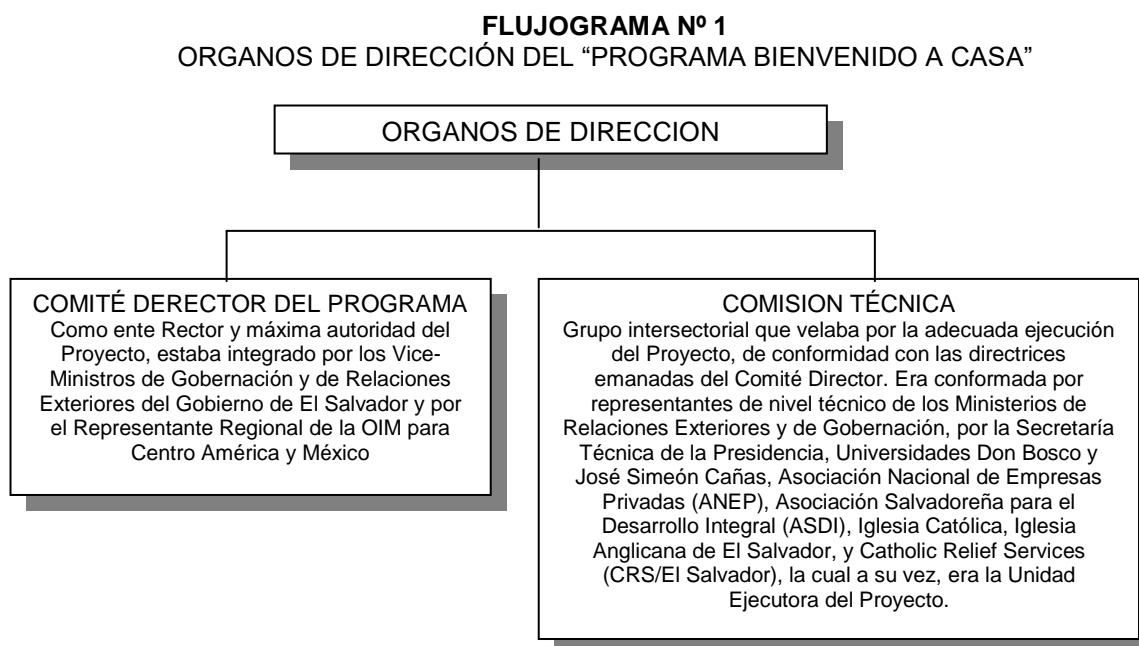 FLUJOGRAMA Nº 1
ORGANOS DE DIRECCIÓN DEL “PROGRAMA BIENVENIDO A CASA”
ORGANOS DE DIRECCION
COMITÉ DERECTOR DEL PROGRAMA
Como ente Rector y máxima autoridad del
Proyecto, estaba integrado por los Vice-
Ministros de Gobernación y de Relaciones
Exteriores del Gobierno de El Salvador y por
el Representante Regional de la OIM para
Centro América y México
COMISION TÉCNICA
Grupo intersectorial que velaba por la adecuada ejecución
del Proyecto, de conformidad con las directrices
emanadas del Comité Director. Era conformada por
representantes de nivel técnico de los Ministerios de
Relaciones Exteriores y de Gobernación, por la Secretaría
Técnica de la Presidencia, Universidades Don Bosco y
José Simeón Cañas, Asociación Nacional de Empresas
Privadas (ANEP), Asociación Salvadoreña para el
Desarrollo Integral (ASDI), Iglesia Católica, Iglesia
Anglicana de El Salvador, y Catholic Relief Services
(CRS/El Salvador), la cual a su vez, era la Unidad
Ejecutora del Proyecto.